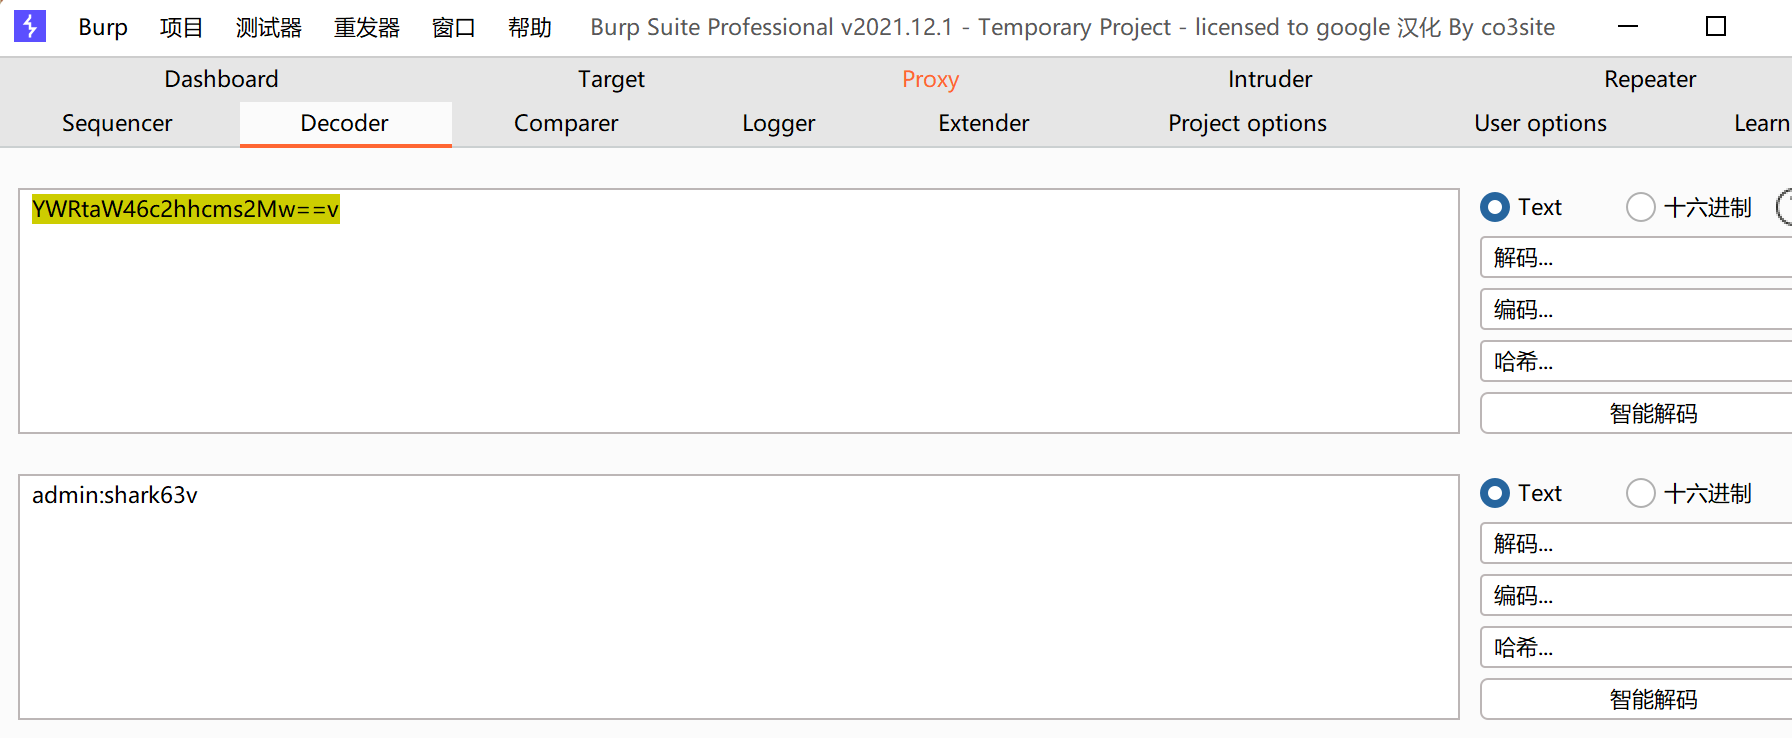 Burp 项目 测试器 重发器 窗口 帮助 Burp Suite Professional v2021.12.1 - Temporary Project - licensed to google 汉化 By co3site
Dashboard Target Proxy Intruder Repeater
Sequencer Decoder Comparer Logger Extender Project options User options Learn
YWRtaW46c2hhcms2Mw==v
Text 十六进制
解码...
编码...
哈希...
智能解码
admin:shark63v
Text 十六进制
解码...
编码...
哈希...
智能解码